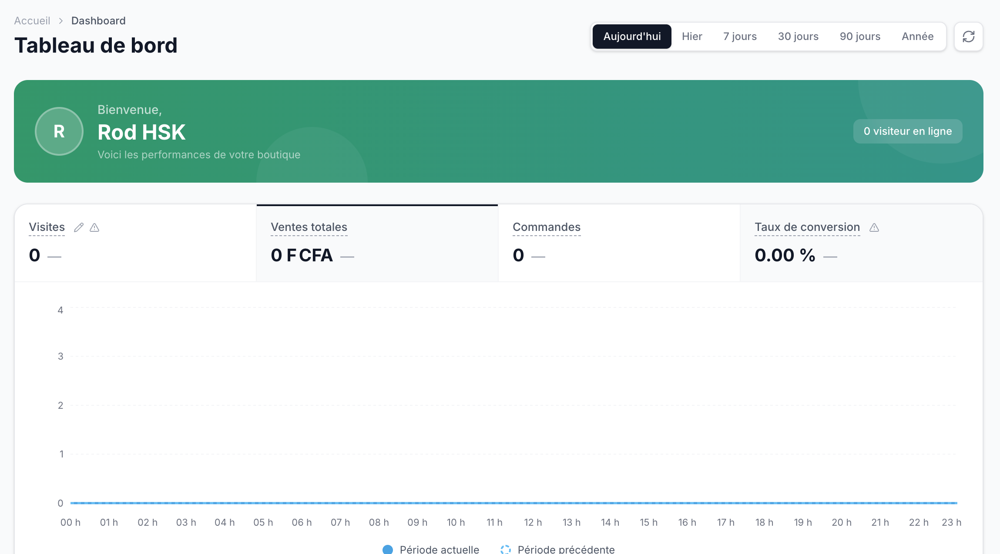 Accueil > Dashboard
Tableau de bord
Aujourd'hui Hier 7 jours 30 jours 90 jours Année
R
Bienvenue,
Rod HSK
Voici les performances de votre boutique
0 visiteur en ligne
Visites
0 —
Ventes totales
0 F CFA —
Commandes
0 —
Taux de conversion
0.00 % —
4
3
2
1
0
00 h 01 h 02 h 03 h 04 h 05 h 06 h 07 h 08 h 09 h 10 h 11 h 12 h 13 h 14 h 15 h 16 h 17 h 18 h 19 h 20 h 21 h 22 h 23 h
Période actuelle Période précédente